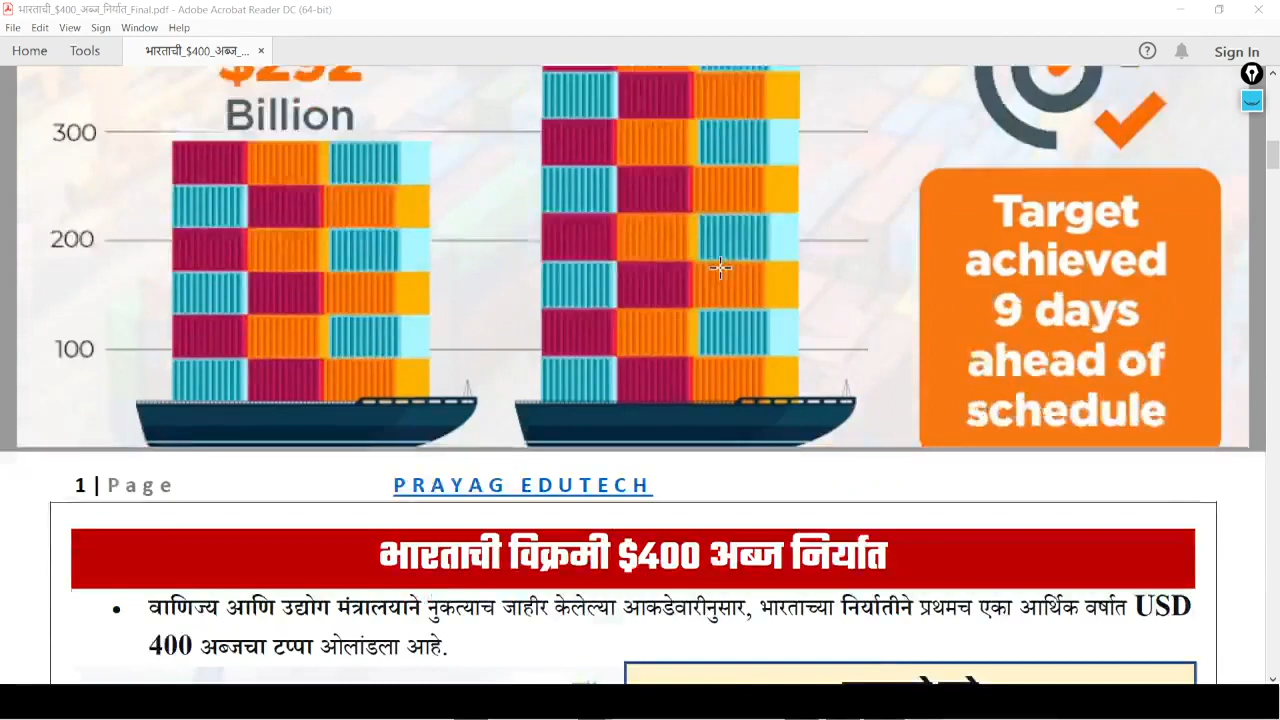 भारताची_$400_अब्ज_निर्यात_Final.pdf - Adobe Acrobat Reader DC (64-bit)
File Edit View Sign Window Help
Home Tools भारताची_$400_अब्ज_... × Sign In
$292
Billion
300
200
100
Target
achieved
9 days
ahead of
schedule
1 | Page PRAYAG EDUTECH
भारताची विक्रमी $400 अब्ज निर्यात
• वाणिज्य आणि उद्योग मंत्रालयाने नुकत्याच जाहीर केलेल्या आकडेवारीनुसार, भारताच्या निर्यातीने प्रथमच एका आर्थिक वर्षात USD
400 अब्जचा टप्पा ओलांडला आहे.